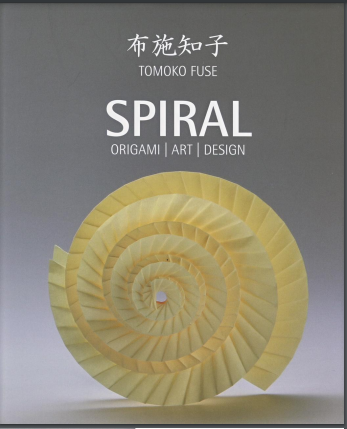 布施知子
TOMOKO FUSE
SPIRAL
ORIGAMI | ART | DESIGN